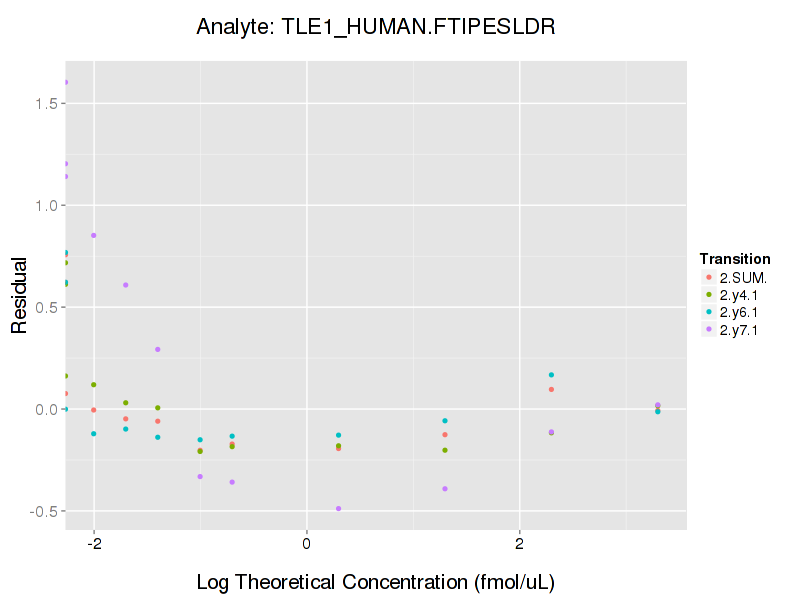 Analyte: TLE1_HUMAN.FTIPESLDR
Residual
1.5
1.0
0.5
0.0
-0.5
-2
0
2
Log Theoretical Concentration (fmol/uL)
Transition
2.SUM.
2.y4.1
2.y6.1
2.y7.1